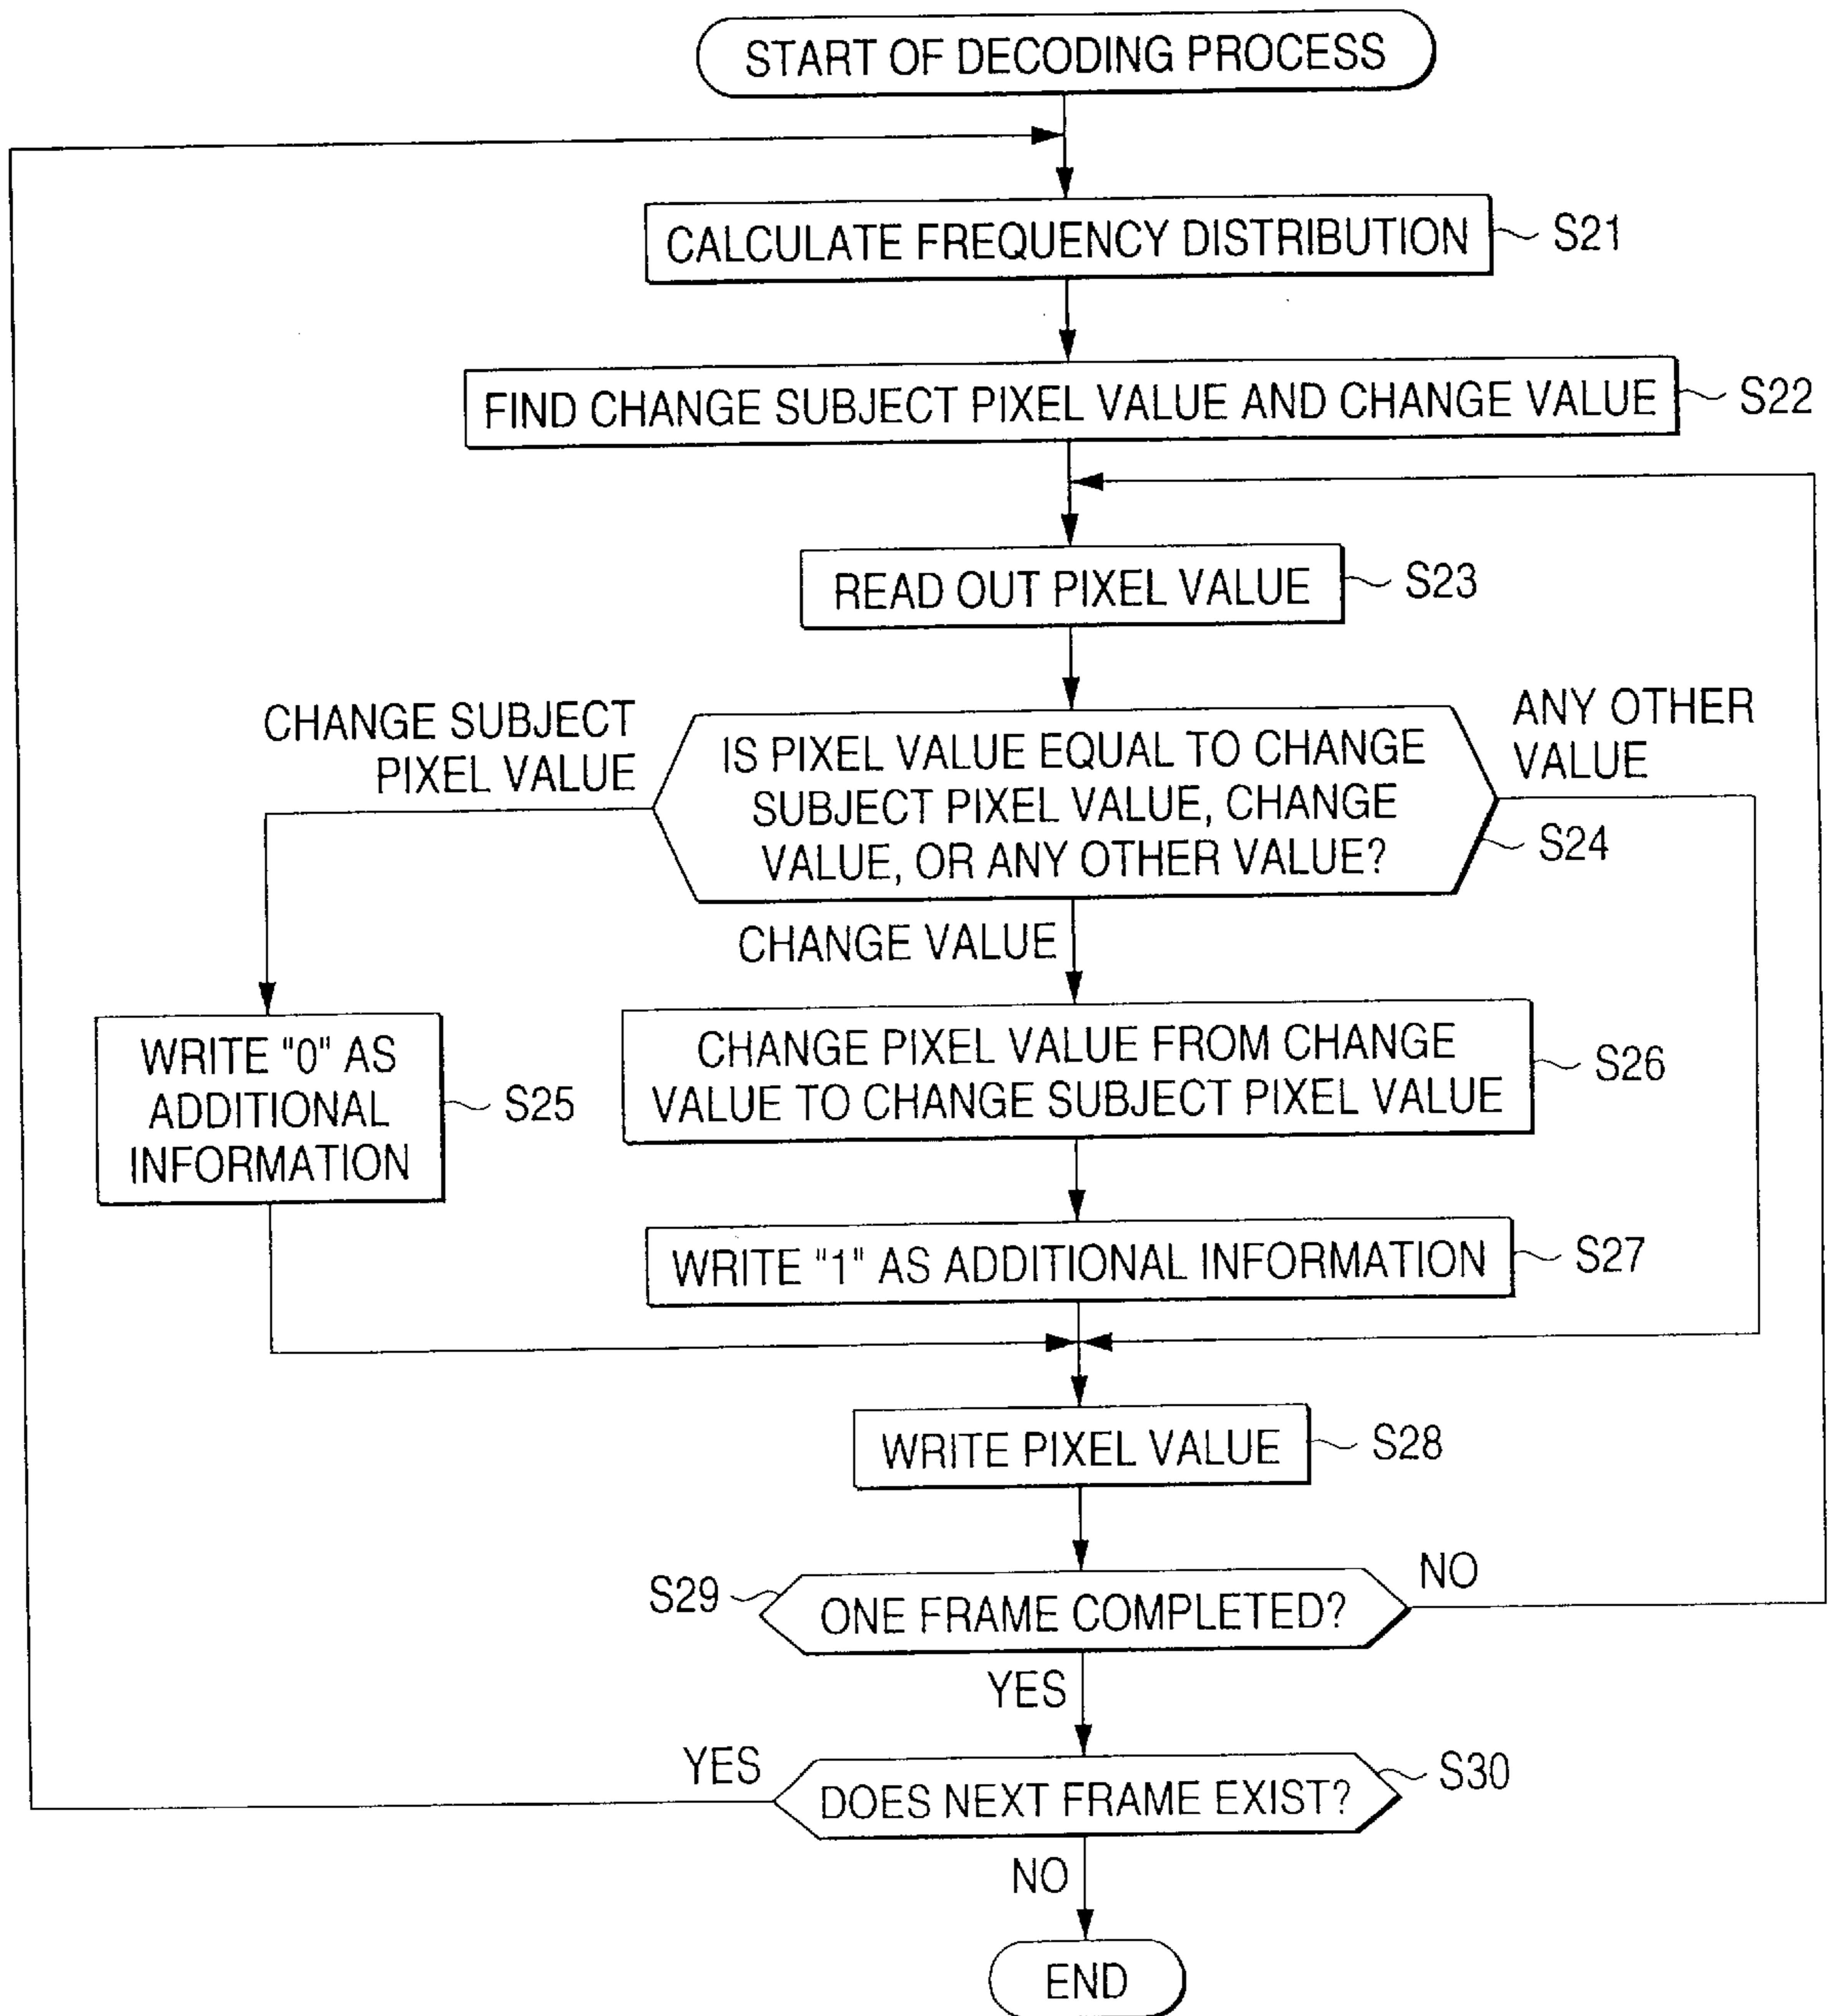 START OF DECODING PROCESS
CALCULATE FREQUENCY DISTRIBUTION
S21
FIND CHANGE SUBJECT PIXEL VALUE AND CHANGE VALUE
S22
READ OUT PIXEL VALUE
S23
CHANGE SUBJECT
PIXEL VALUE
IS PIXEL VALUE EQUAL TO CHANGE
SUBJECT PIXEL VALUE, CHANGE
VALUE, OR ANY OTHER VALUE?
ANY OTHER
VALUE
S24
CHANGE VALUE
WRITE "0" AS
ADDITIONAL
INFORMATION
S25
CHANGE PIXEL VALUE FROM CHANGE
VALUE TO CHANGE SUBJECT PIXEL VALUE
S26
WRITE "1" AS ADDITIONAL INFORMATION
S27
WRITE PIXEL VALUE
S28
S29
ONE FRAME COMPLETED?
NO
YES
YES
DOES NEXT FRAME EXIST?
S30
NO
END